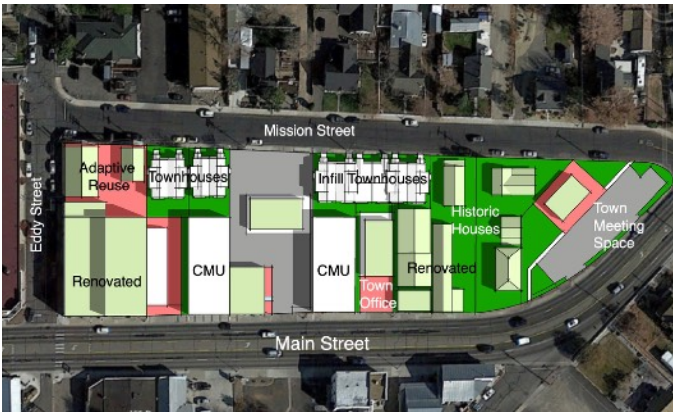 Mission Street
Adaptive
Reuse
Townhouses
Infill Townhouses
Eddy Street
Historic
Houses
Town
Meeting
Space
Renovated
CMU
CMU
Town
Office
Renovated
Main Street